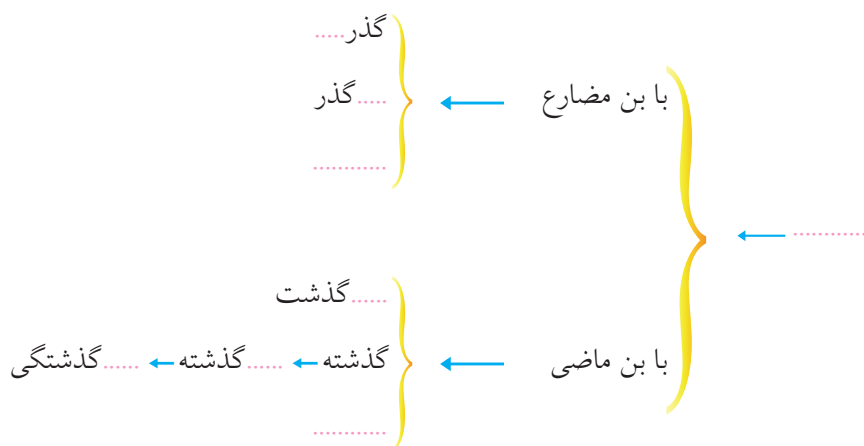 گذر.....
با بن مضارع
.....گذر
............
............
......گذشت
با بن ماضی
گذشته
......گذشته
......گذشتگی
............